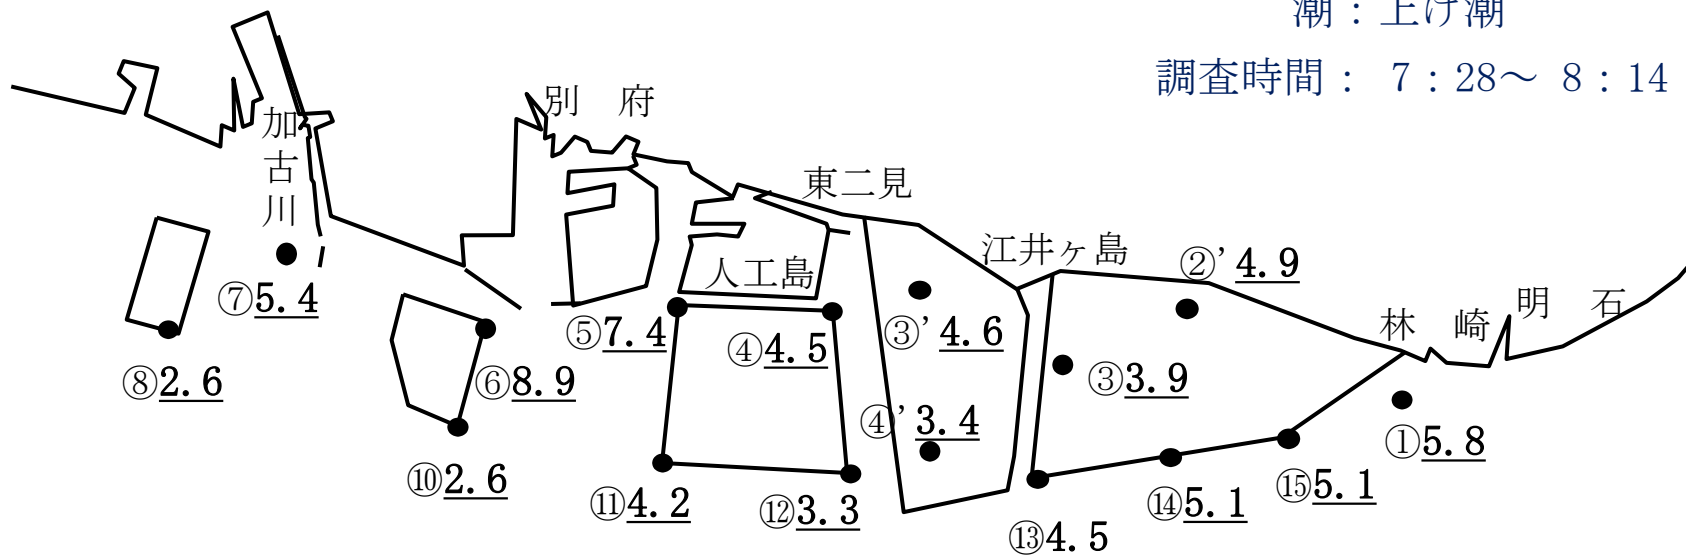 潮：上げ潮
調査時間： 7：28～ 8：14
別 府
加古川
東二見
江井ヶ島
②' 4.9
人工島
⑦5.4
林 崎
明 石
⑤7.4
④4.5
③' 4.6
⑧2.6
⑥8.9
③3.9
④' 3.4
①5.8
⑩2.6
⑪4.2
⑫3.3
⑬4.5
⑭5.1
⑮5.1